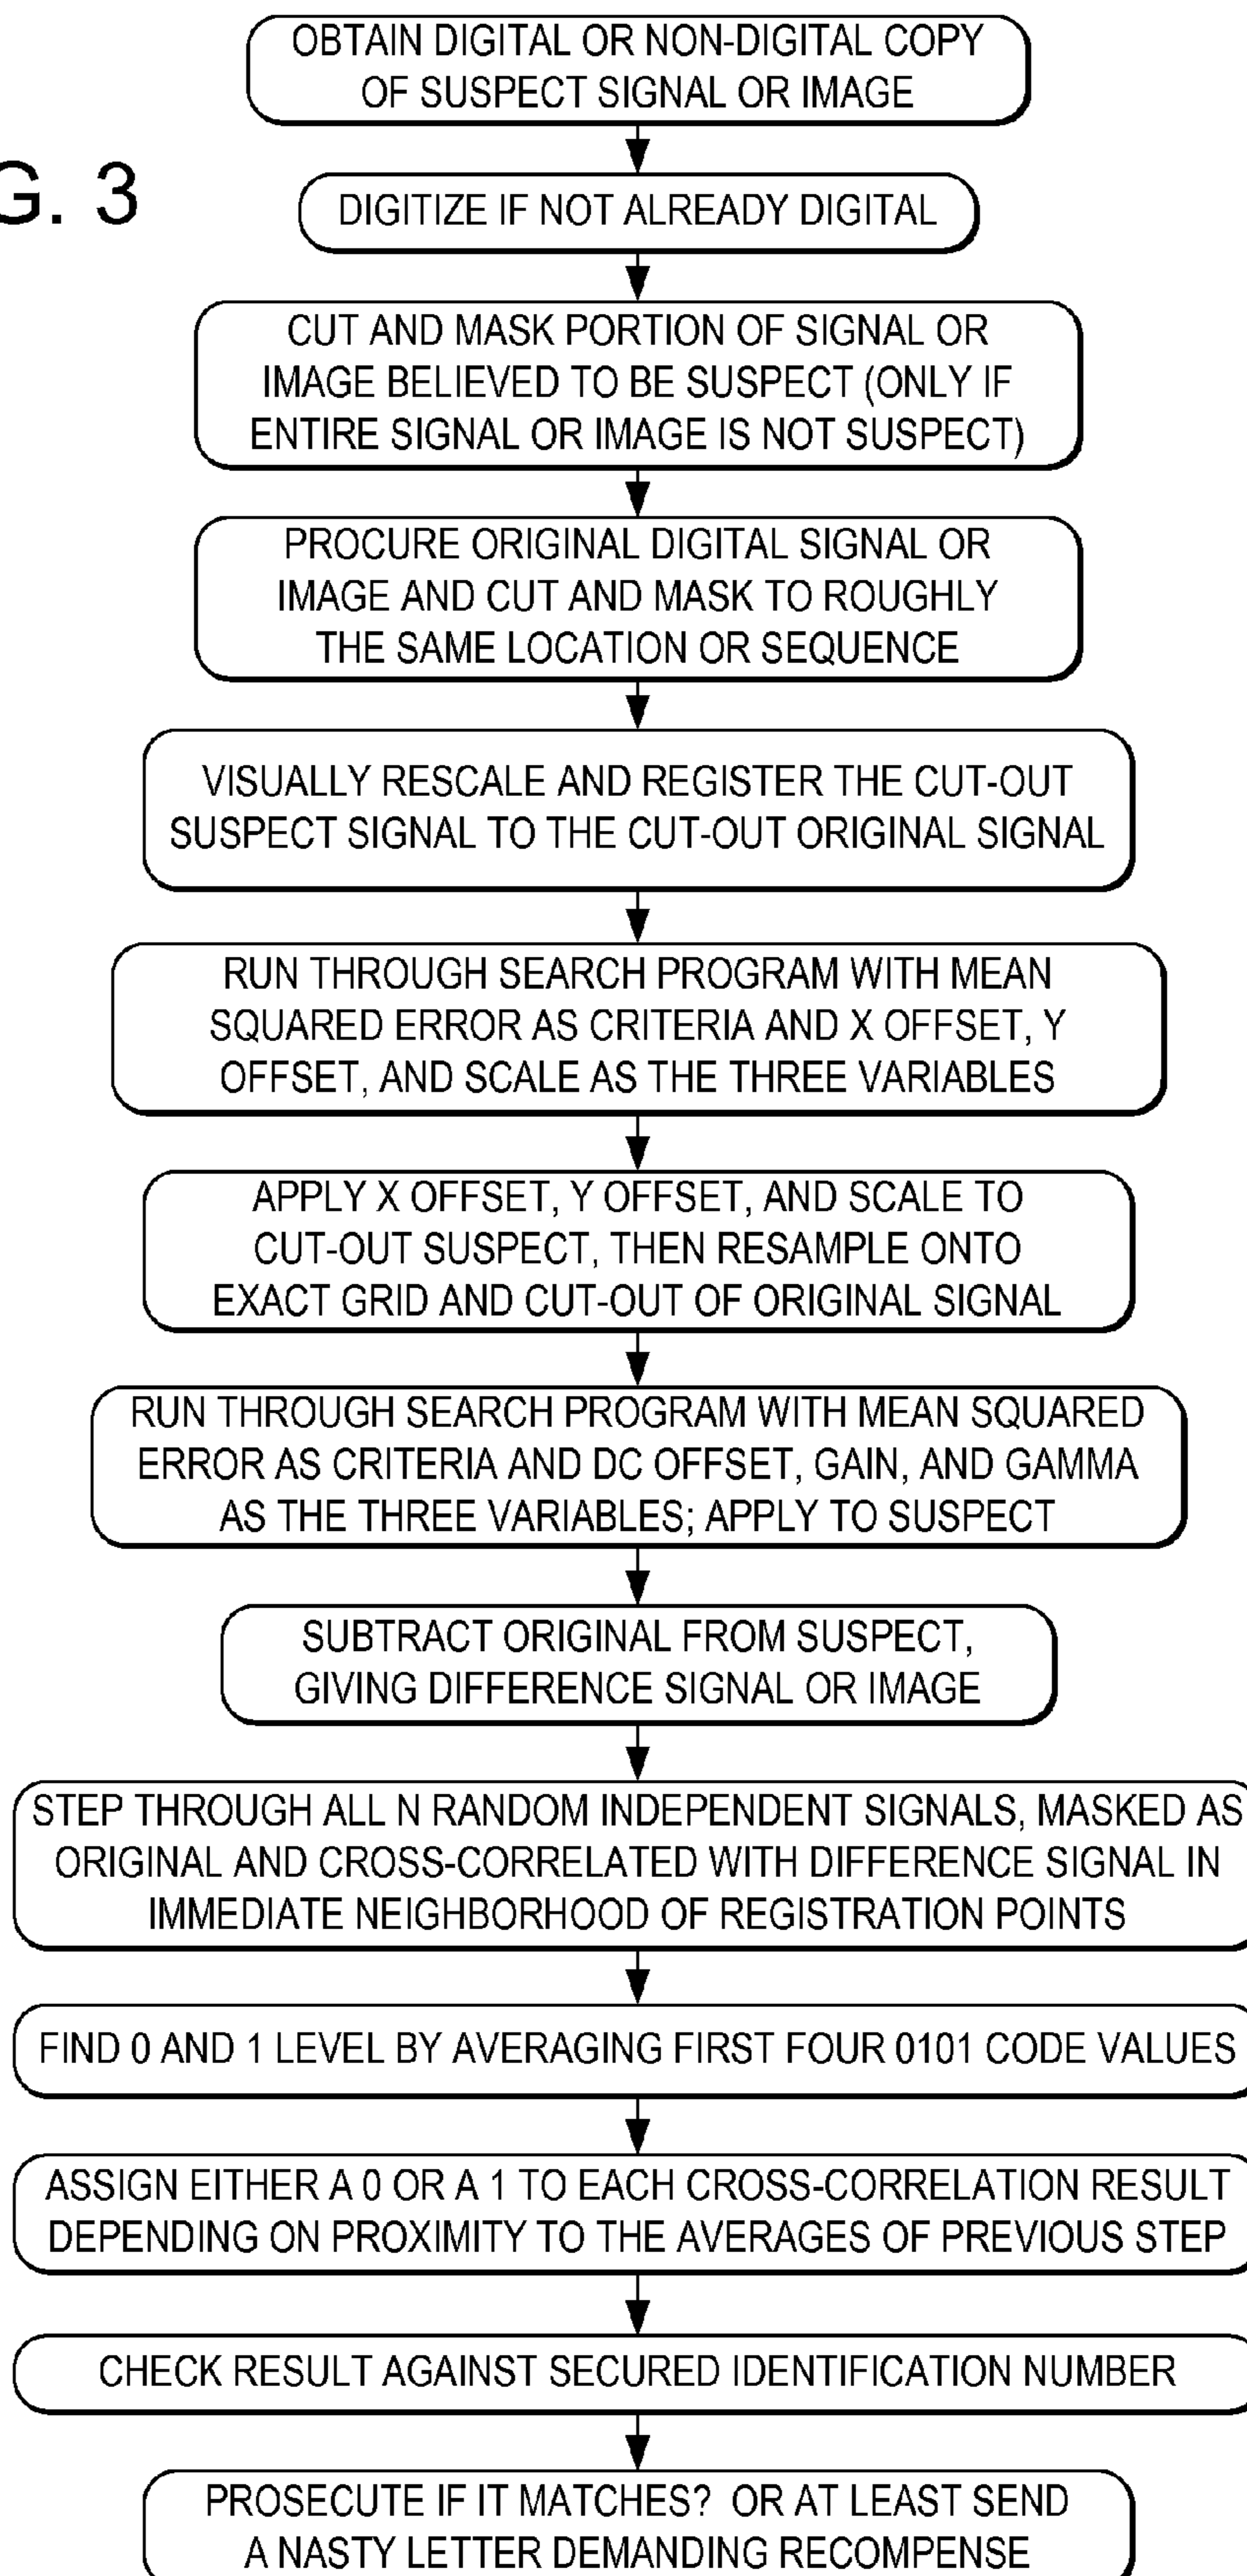 OBTAIN DIGITAL OR NON-DIGITAL COPY
OF SUSPECT SIGNAL OR IMAGE
G. 3
DIGITIZE IF NOT ALREADY DIGITAL
CUT AND MASK PORTION OF SIGNAL OR
IMAGE BELIEVED TO BE SUSPECT (ONLY IF
ENTIRE SIGNAL OR IMAGE IS NOT SUSPECT)
PROCURE ORIGINAL DIGITAL SIGNAL OR
IMAGE AND CUT AND MASK TO ROUGHLY
THE SAME LOCATION OR SEQUENCE
VISUALLY RESCALE AND REGISTER THE CUT-OUT
SUSPECT SIGNAL TO THE CUT-OUT ORIGINAL SIGNAL
RUN THROUGH SEARCH PROGRAM WITH MEAN
SQUARED ERROR AS CRITERIA AND X OFFSET, Y
OFFSET, AND SCALE AS THE THREE VARIABLES
APPLY X OFFSET, Y OFFSET, AND SCALE TO
CUT-OUT SUSPECT, THEN RESAMPLE ONTO
EXACT GRID AND CUT-OUT OF ORIGINAL SIGNAL
RUN THROUGH SEARCH PROGRAM WITH MEAN SQUARED
ERROR AS CRITERIA AND DC OFFSET, GAIN, AND GAMMA
AS THE THREE VARIABLES; APPLY TO SUSPECT
SUBTRACT ORIGINAL FROM SUSPECT,
GIVING DIFFERENCE SIGNAL OR IMAGE
STEP THROUGH ALL N RANDOM INDEPENDENT SIGNALS, MASKED AS
ORIGINAL AND CROSS-CORRELATED WITH DIFFERENCE SIGNAL IN
IMMEDIATE NEIGHBORHOOD OF REGISTRATION POINTS
FIND 0 AND 1 LEVEL BY AVERAGING FIRST FOUR 0101 CODE VALUES
ASSIGN EITHER A 0 OR A 1 TO EACH CROSS-CORRELATION RESULT
DEPENDING ON PROXIMITY TO THE AVERAGES OF PREVIOUS STEP
CHECK RESULT AGAINST SECURED IDENTIFICATION NUMBER
PROSECUTE IF IT MATCHES? OR AT LEAST SEND
A NASTY LETTER DEMANDING RECOMPENSE